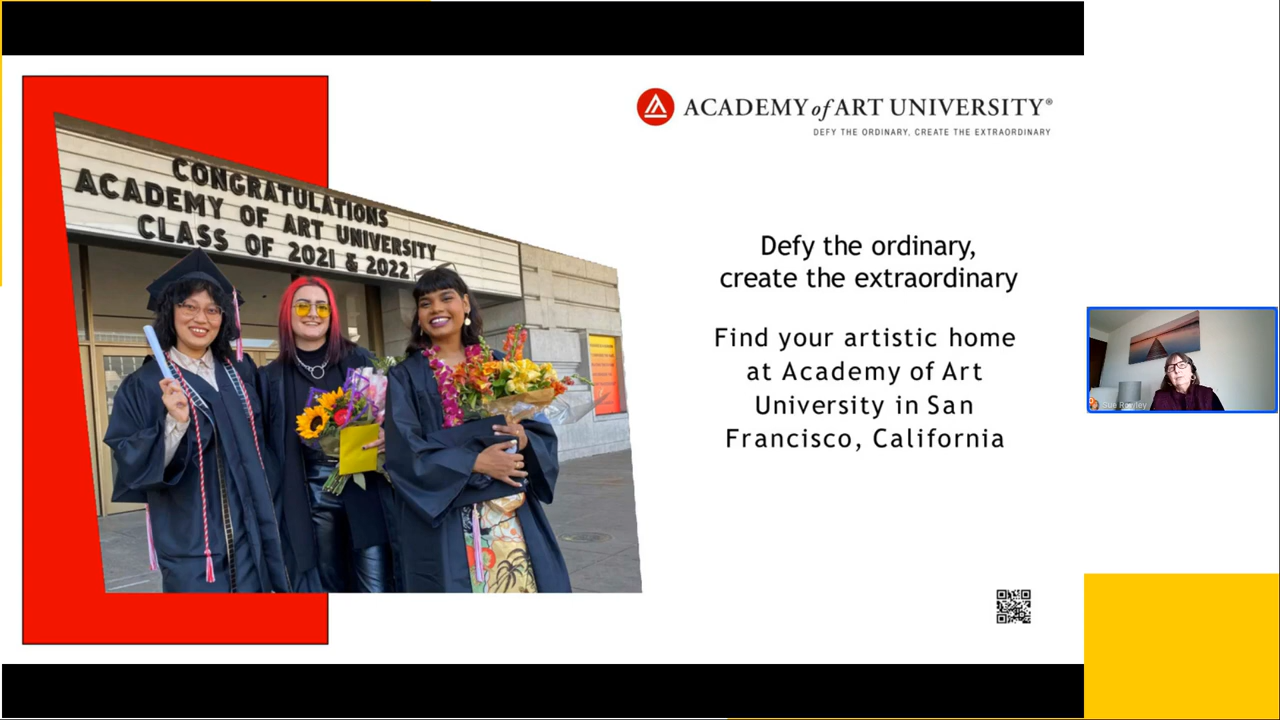 ACADEMY of ART UNIVERSITY®
DEFY THE ORDINARY. CREATE THE EXTRAORDINARY
CONGRATULATIONS
ACADEMY OF ART UNIVERSITY
CLASS OF 2021 & 2022
Defy the ordinary,
create the extraordinary
Find your artistic home
at Academy of Art
University in San
Francisco, California